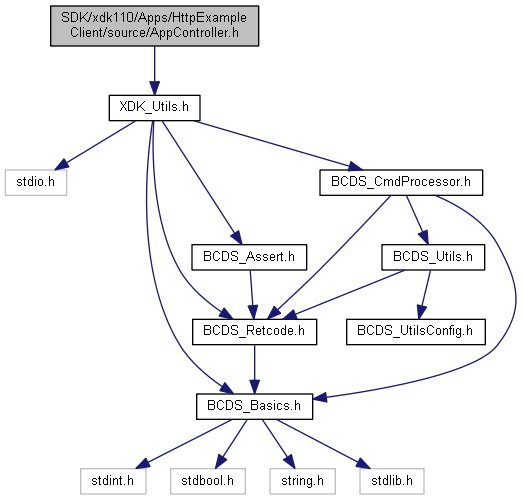 SDK/xdk110/Apps/HttpExample
Client/source/AppController.h
XDK_Utils.h
stdio.h
BCDS_CmdProcessor.h
BCDS_Assert.h
BCDS_Utils.h
BCDS_Retcode.h
BCDS_UtilsConfig.h
BCDS_Basics.h
stdint.h
stdbool.h
string.h
stdlib.h